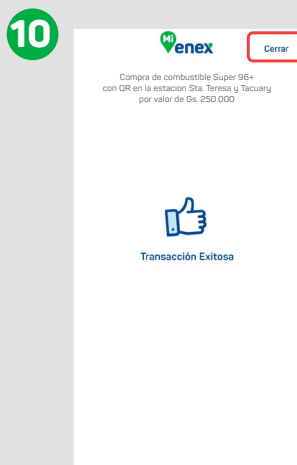 10
Mi
enex
Cerrar
Compra de combustible Super 96+
con QR en la estacion Sta. Teresa y Tacuary
por valor de Gs. 250.000
Transacción Exitosa